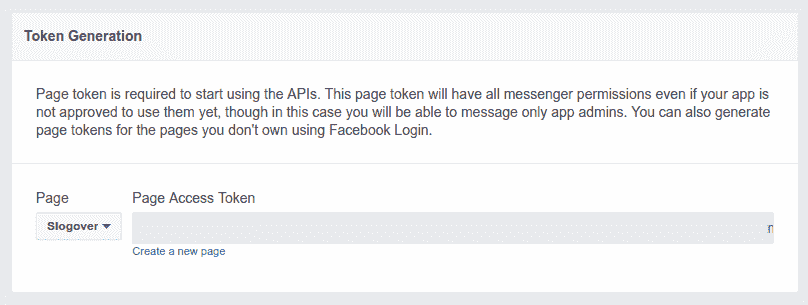 Token Generation
Page token is required to start using the APIs. This page token will have all messenger permissions even if your app is
not approved to use them yet, though in this case you will be able to message only app admins. You can also generate
page tokens for the pages you don't own using Facebook Login.
Page Page Access Token
Slogover
Create a new page